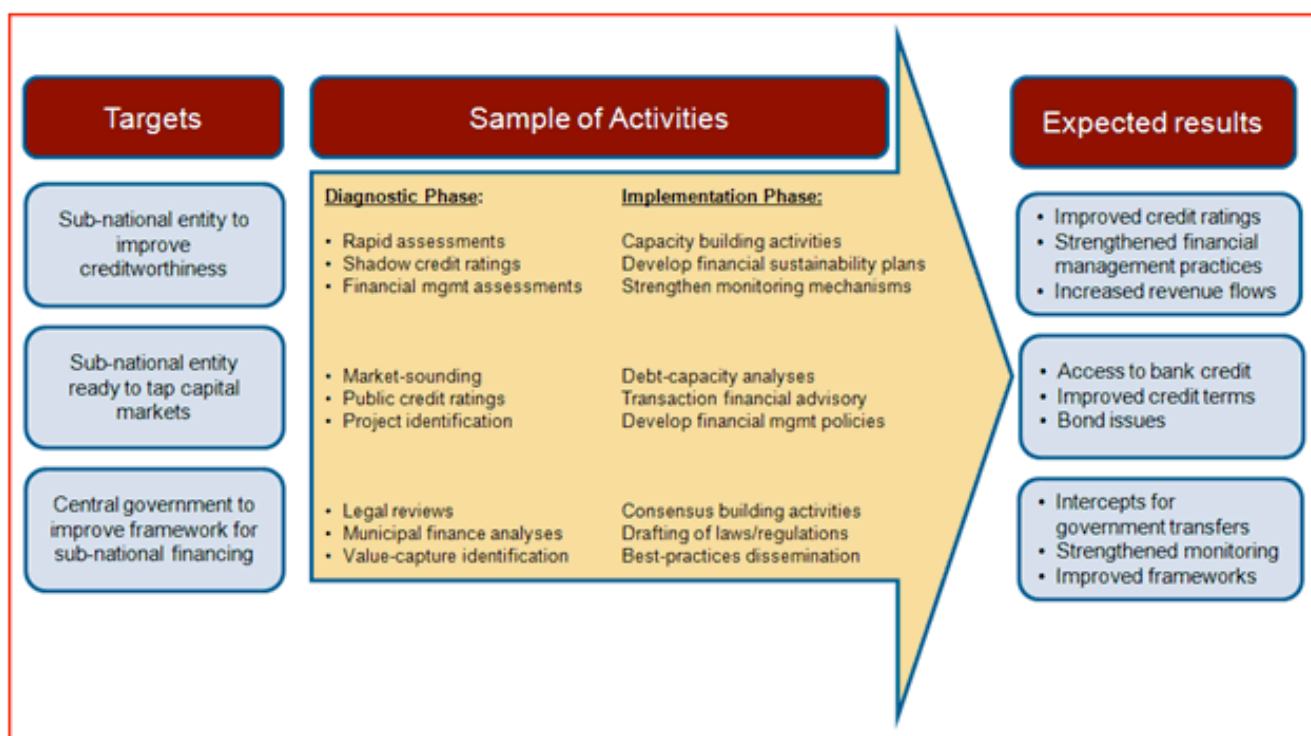 Targets
Sample of Activities
Expected results
Sub-national entity to
improve
creditworthiness
Sub-national entity
ready to tap capital
markets
Central government to
improve framework for
sub-national financing
Diagnostic Phase:
• Rapid assessments
• Shadow credit ratings
• Financial mgmt assessments
• Market-sounding
• Public credit ratings
• Project identification
• Legal reviews
• Municipal finance analyses
• Value-capture identification
Implementation Phase:
Capacity building activities
Develop financial sustainability plans
Strengthen monitoring mechanisms
Debt-capacity analyses
Transaction financial advisory
Develop financial mgmt policies
Consensus building activities
Drafting of laws/regulations
Best-practices dissemination
• Improved credit ratings
• Strengthened financial
management practices
• Increased revenue flows
• Access to bank credit
• Improved credit terms
• Bond issues
• Intercepts for
government transfers
• Strengthened monitoring
• Improved frameworks